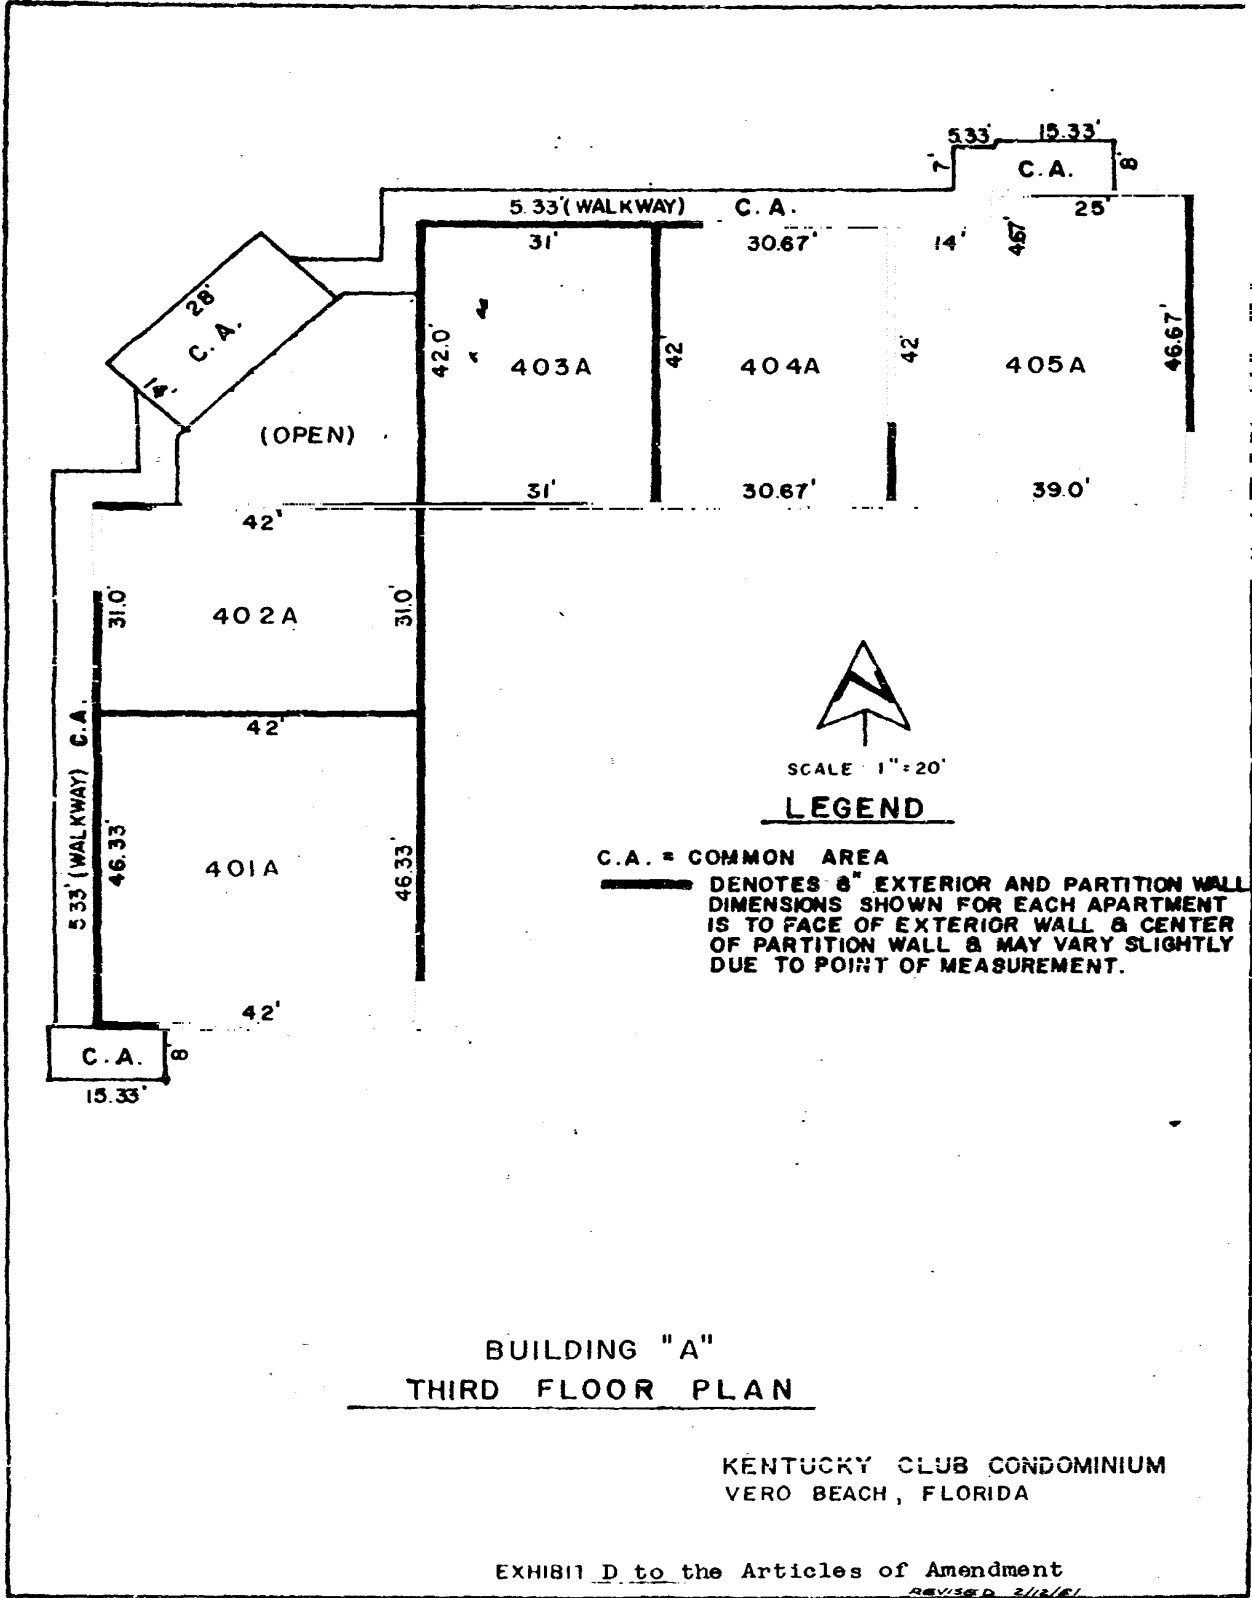 5.33' 15.33'
7' C.A. 8'
5.33' (WALKWAY) C.A.
25'
31' 30.67' 14' 4.67'
28'
C.A.
14'
42.0' 42' 42' 46.67'
403A 404A 405A
(OPEN)
31' 30.67' 39.0'
42'
31.0' 402A 31.0'
42'
5.33' (WALKWAY) C.A.
46.33' 401A 46.33'
42'
C.A. 8'
15.33'
N
SCALE 1"=20'
LEGEND
C.A. = COMMON AREA
DENOTES 8" EXTERIOR AND PARTITION WALL
DIMENSIONS SHOWN FOR EACH APARTMENT
IS TO FACE OF EXTERIOR WALL & CENTER
OF PARTITION WALL & MAY VARY SLIGHTLY
DUE TO POINT OF MEASUREMENT.
BUILDING "A"
THIRD FLOOR PLAN
KENTUCKY CLUB CONDOMINIUM
VERO BEACH, FLORIDA
EXHIBIT D to the Articles of Amendment
REVISED 2/12/81